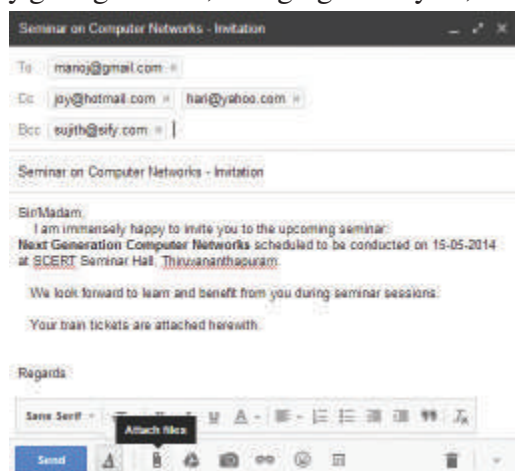 Seminar on Computer Networks - Invitation
To manoj@gmail.com ×
Cc joy@hotmail.com × hari@yahoo.com ×
Bcc sujith@sify.com ×
Seminar on Computer Networks - Invitation
Sir/Madam,
I am immensely happy to invite you to the upcoming seminar:
Next Generation Computer Networks scheduled to be conducted on 15-05-2014
at SCERT Seminar Hall, Thiruvananthapuram.
We look forward to learn and benefit from you during seminar sessions.
Your train tickets are attached herewith.
Regards
Sans Serif
Attach files
Send